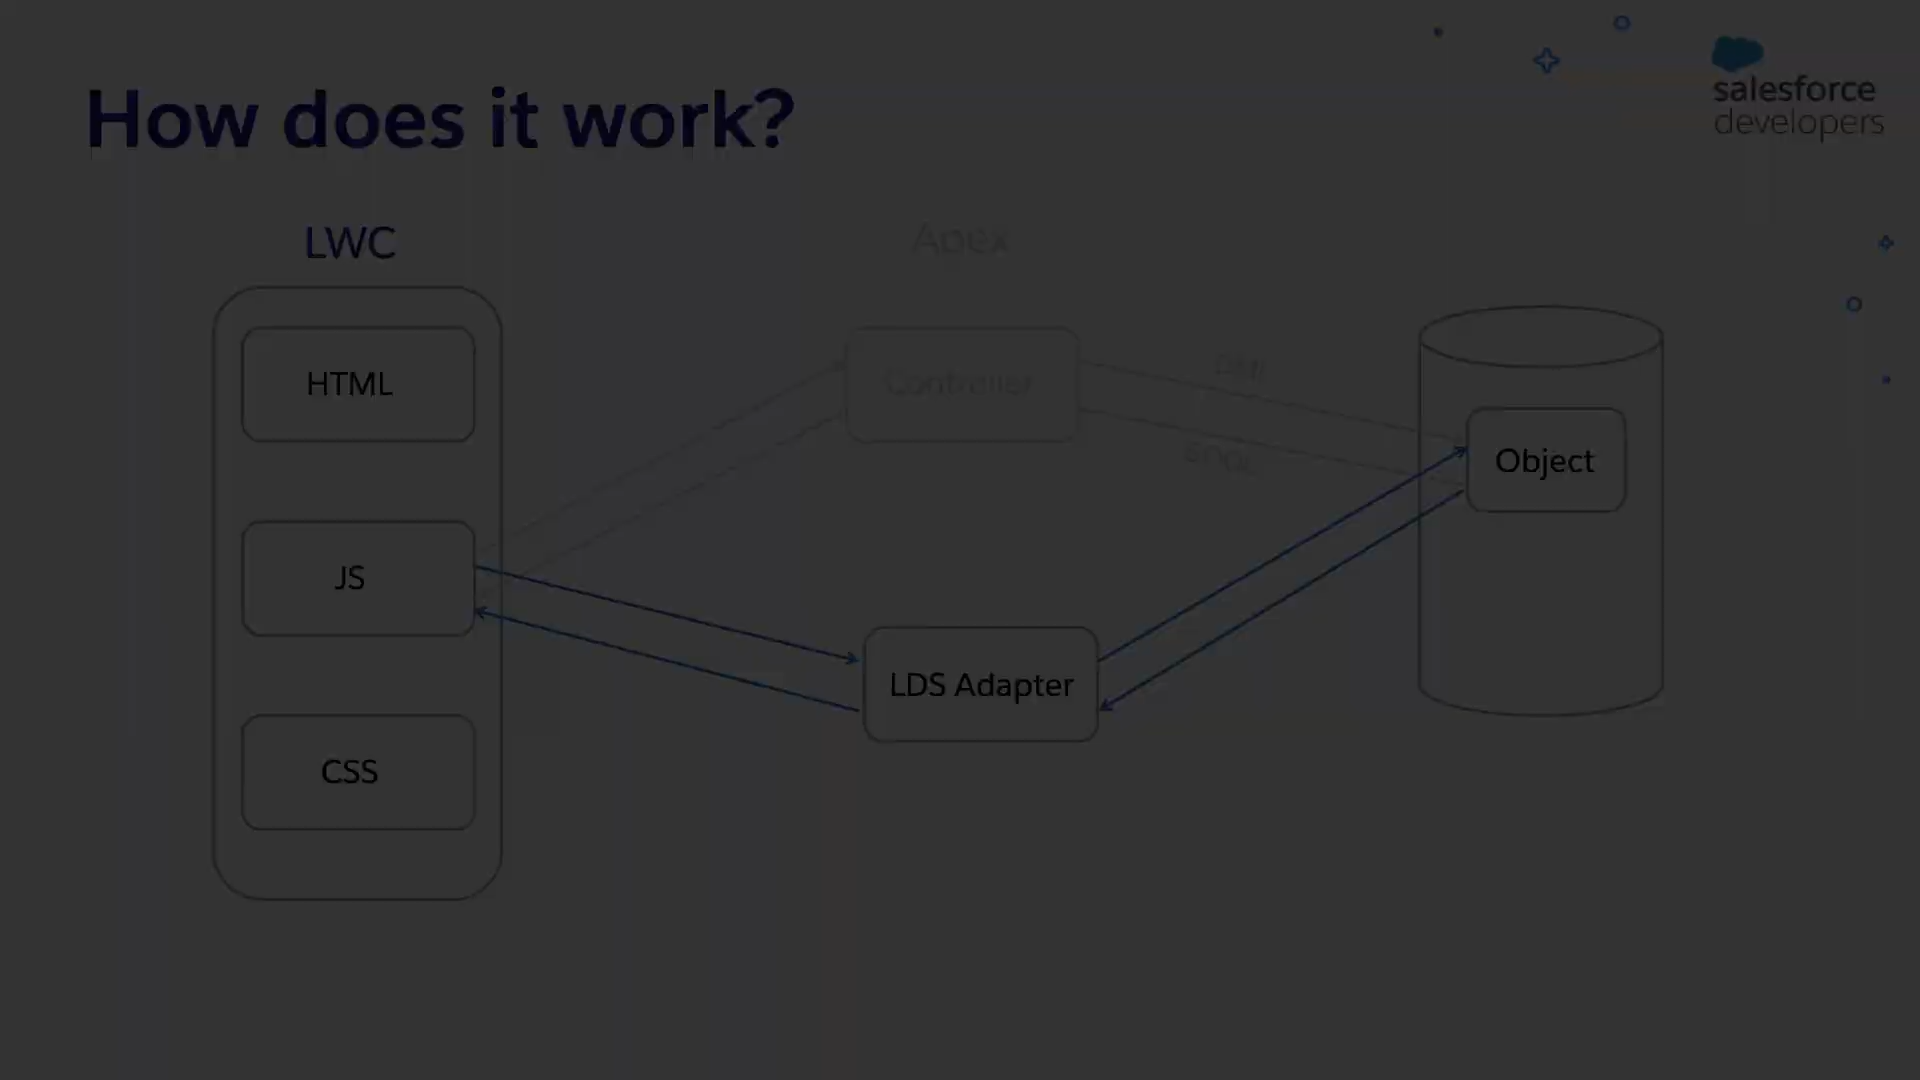 How does it work?
salesforce
developers
LWC
Apex
HTML
Controller
DML
Object
SOQL
JS
LDS Adapter
CSS